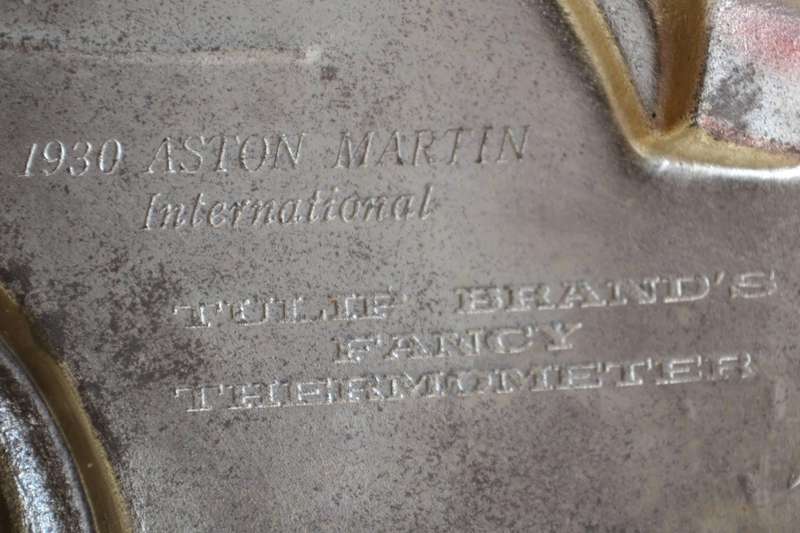 1930 ASTON MARTIN
International
TULIP BRAND'S
FANCY
THERMOMETER